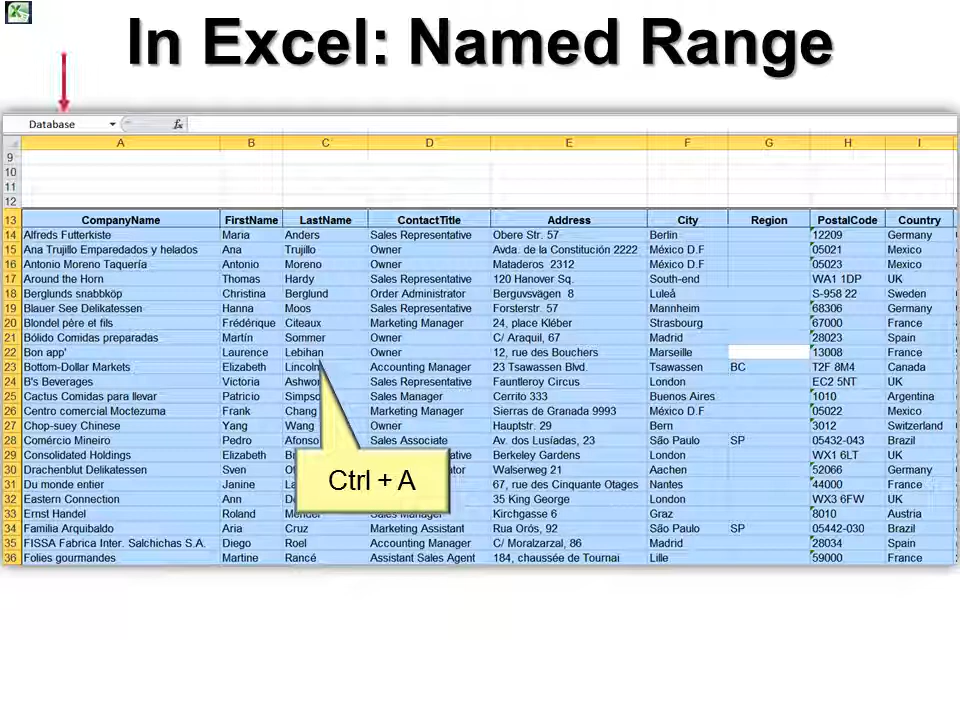 In Excel: Named Range
Database fx
A B C D E F G H I
9
10
11
12
13 CompanyName FirstName LastName ContactTitle Address City Region PostalCode Country
14 Alfreds Futterkiste Maria Anders Sales Representative Obere Str. 57 Berlin 12209 Germany
15 Ana Trujillo Emparedados y helados Ana Trujillo Owner Avda. de la Constitución 2222 México D.F 05021 Mexico
16 Antonio Moreno Taquería Antonio Moreno Owner Mataderos 2312 México D.F 05023 Mexico
17 Around the Horn Thomas Hardy Sales Representative 120 Hanover Sq. South-end WA1 1DP UK
18 Berglunds snabbköp Christina Berglund Order Administrator Berguvsvägen 8 Luleå S-958 22 Sweden
19 Blauer See Delikatessen Hanna Moos Sales Representative Forsterstr. 57 Mannheim 68306 Germany
20 Blondel père et fils Frédérique Citeaux Marketing Manager 24, place Kléber Strasbourg 67000 France
21 Bólido Comidas preparadas Martín Sommer Owner C/ Araquil, 67 Madrid 28023 Spain
22 Bon app' Laurence Lebihan Owner 12, rue des Bouchers Marseille 13008 France
23 Bottom-Dollar Markets Elizabeth Lincoln Accounting Manager 23 Tsawassen Blvd. Tsawassen BC T2F 8M4 Canada
24 B's Beverages Victoria Ashwor Sales Representative Fauntleroy Circus London EC2 5NT UK
25 Cactus Comidas para llevar Patricio Simpso Sales Manager Cerrito 333 Buenos Aires 1010 Argentina
26 Centro comercial Moctezuma Frank Chang Marketing Manager Sierras de Granada 9993 México D.F 05022 Mexico
27 Chop-suey Chinese Yang Wang Owner Hauptstr. 29 Bern 3012 Switzerland
28 Comércio Mineiro Pedro Afonso Sales Associate Av. dos Lusíadas, 23 São Paulo SP 05432-043 Brazil
29 Consolidated Holdings Elizabeth Berkeley Gardens London WX1 6LT UK
30 Drachenblut Delikatessen Sven Walserweg 21 Aachen 52066 Germany
31 Du monde entier Janine 67, rue des Cinquante Otages Nantes 44000 France
32 Eastern Connection Ann 35 King George London WX3 6FW UK
33 Ernst Handel Roland Kirchgasse 6 Graz 8010 Austria
34 Familia Arquibaldo Aria Cruz Marketing Assistant Rua Orós, 92 São Paulo SP 05442-030 Brazil
35 FISSA Fabrica Inter. Salchichas S.A. Diego Roel Accounting Manager C/ Moralzarzal, 86 Madrid 28034 Spain
36 Folies gourmandes Martine Rancé Assistant Sales Agent 184, chaussée de Tournai Lille 59000 France
Ctrl + A